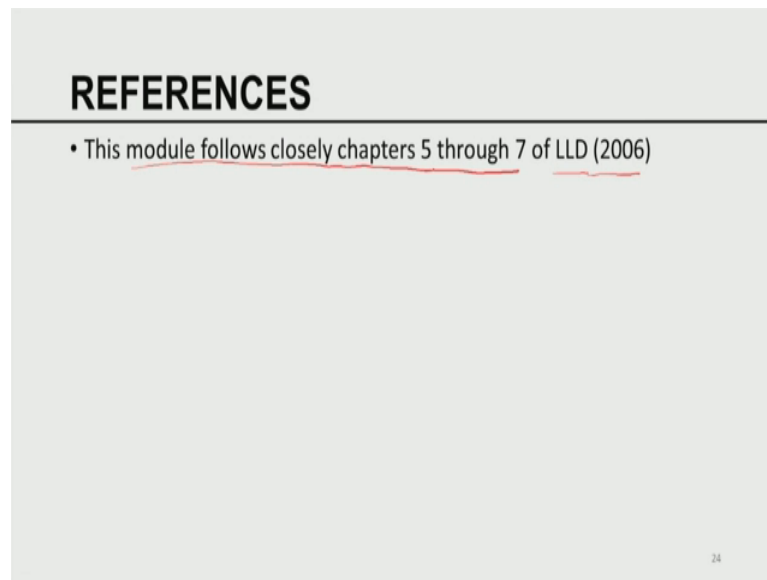 REFERENCES
• This module follows closely chapters 5 through 7 of LLD (2006)
24